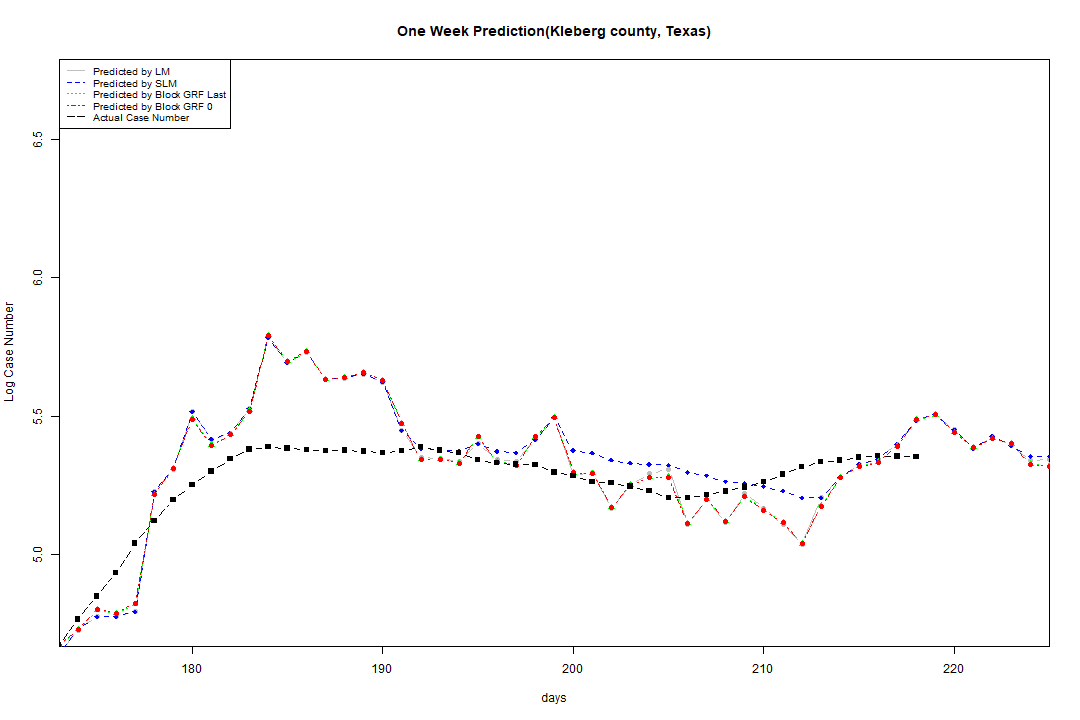 One Week Prediction(Kleberg county, Texas)
Predicted by LM
Predicted by SLM
Predicted by Block GRF Last
Predicted by Block GRF 0
Actual Case Number
6.5
6.0
5.5
5.0
Log Case Number
180 190 200 210 220
days